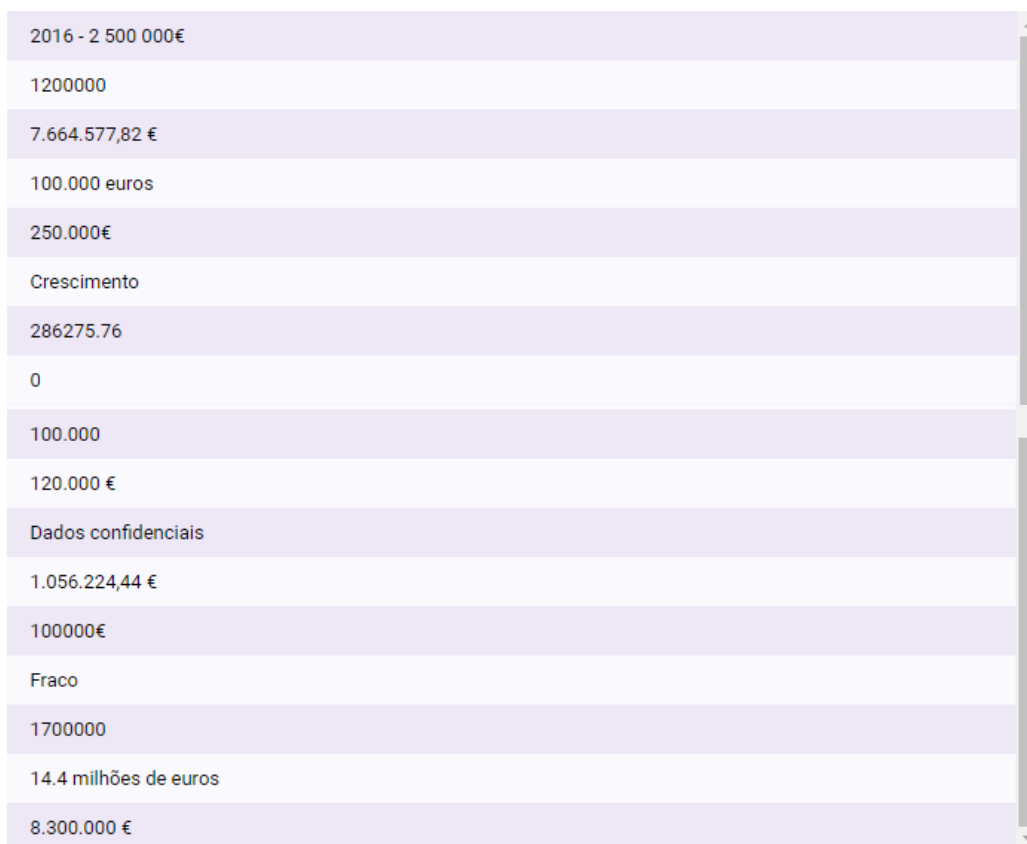 2016 - 2 500 000€
1200000
7.664.577,82 €
100.000 euros
250.000€
Crescimento
286275.76
0
100.000
120.000 €
Dados confidenciais
1.056.224,44 €
100000€
Fraco
1700000
14.4 milhões de euros
8.300.000 €